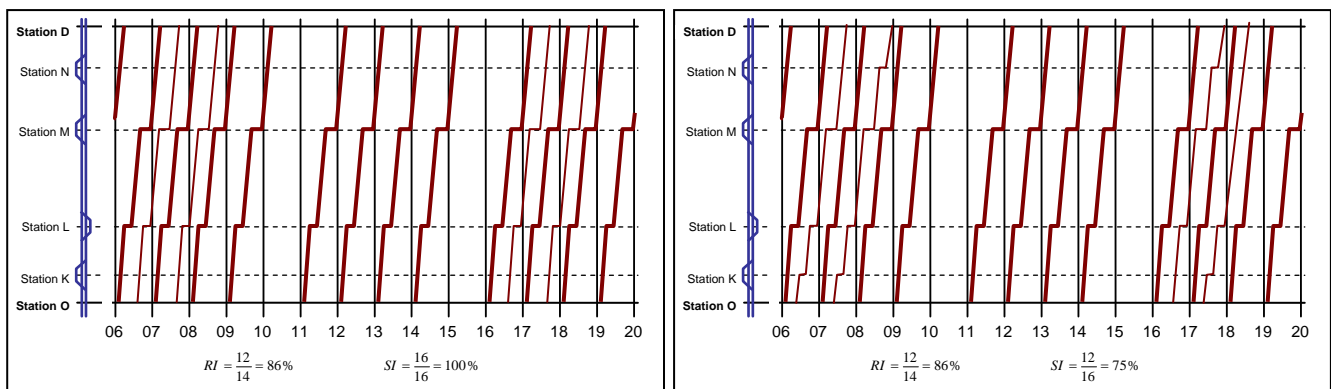 Station D
Station N
Station M
Station L
Station K
Station O
06 07 08 09 10 11 12 13 14 15 16 17 18 19 20
RI = 12/14 = 86% SI = 16/16 = 100%
Station D
Station N
Station M
Station L
Station K
Station O
06 07 08 09 10 11 12 13 14 15 16 17 18 19 20
RI = 12/14 = 86% SI = 12/16 = 75%